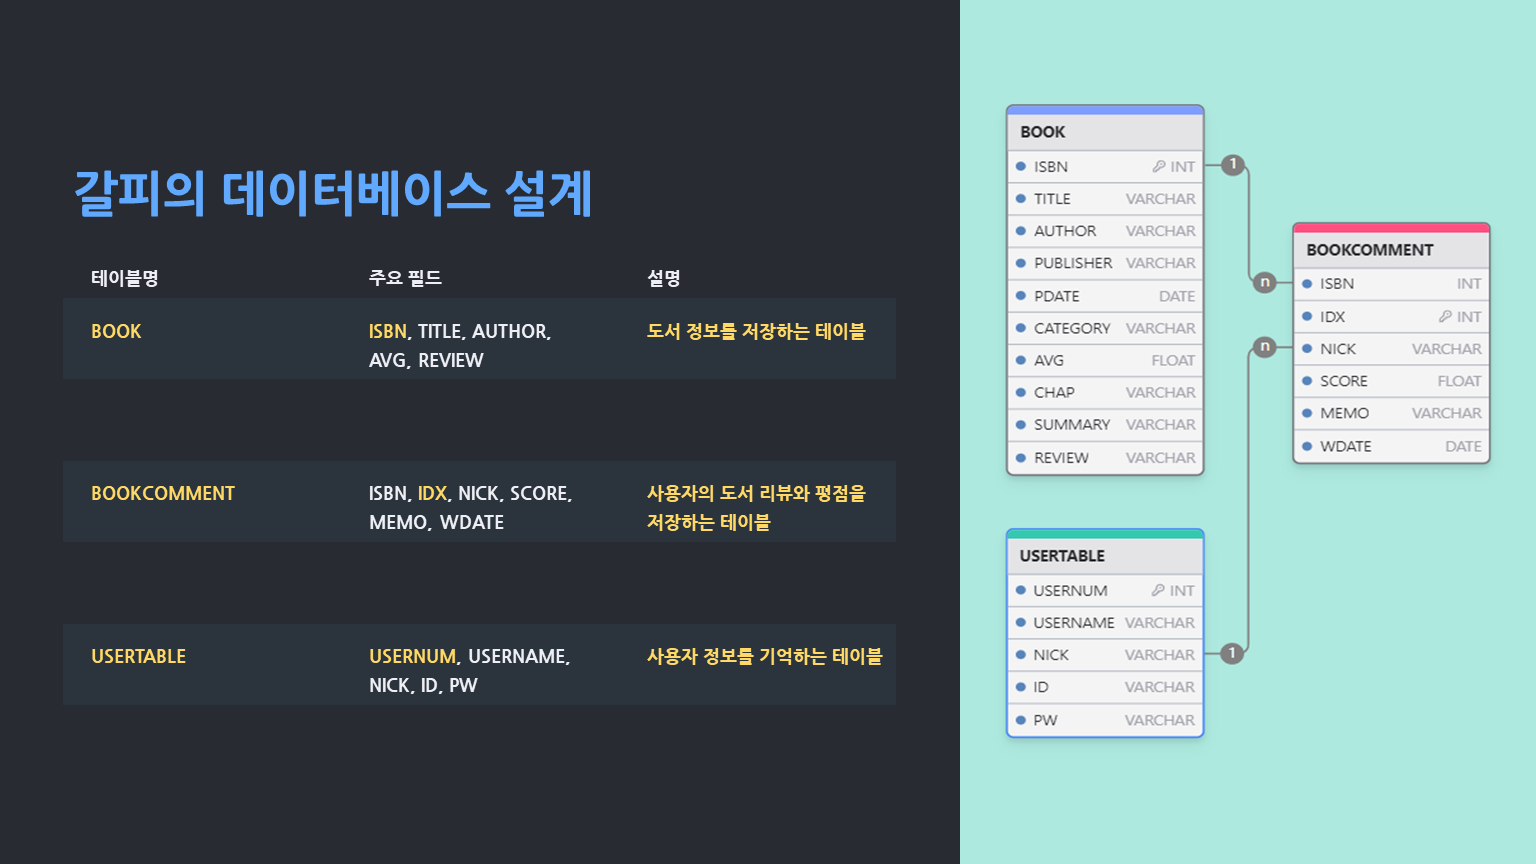 갈피의 데이터베이스 설계
테이블명 주요 필드 설명
BOOK ISBN, TITLE, AUTHOR, 도서 정보를 저장하는 테이블
AVG, REVIEW
BOOKCOMMENT ISBN, IDX, NICK, SCORE, 사용자의 도서 리뷰와 평점을
MEMO, WDATE 저장하는 테이블
USERTABLE USERNUM, USERNAME, 사용자 정보를 기억하는 테이블
NICK, ID, PW
BOOK
ISBN INT
TITLE VARCHAR
AUTHOR VARCHAR
PUBLISHER VARCHAR
PDATE DATE
CATEGORY VARCHAR
AVG FLOAT
CHAP VARCHAR
SUMMARY VARCHAR
REVIEW VARCHAR
1
n
BOOKCOMMENT
ISBN INT
IDX INT
NICK VARCHAR
SCORE FLOAT
MEMO VARCHAR
WDATE DATE
n
1
USERTABLE
USERNUM INT
USERNAME VARCHAR
NICK VARCHAR
ID VARCHAR
PW VARCHAR